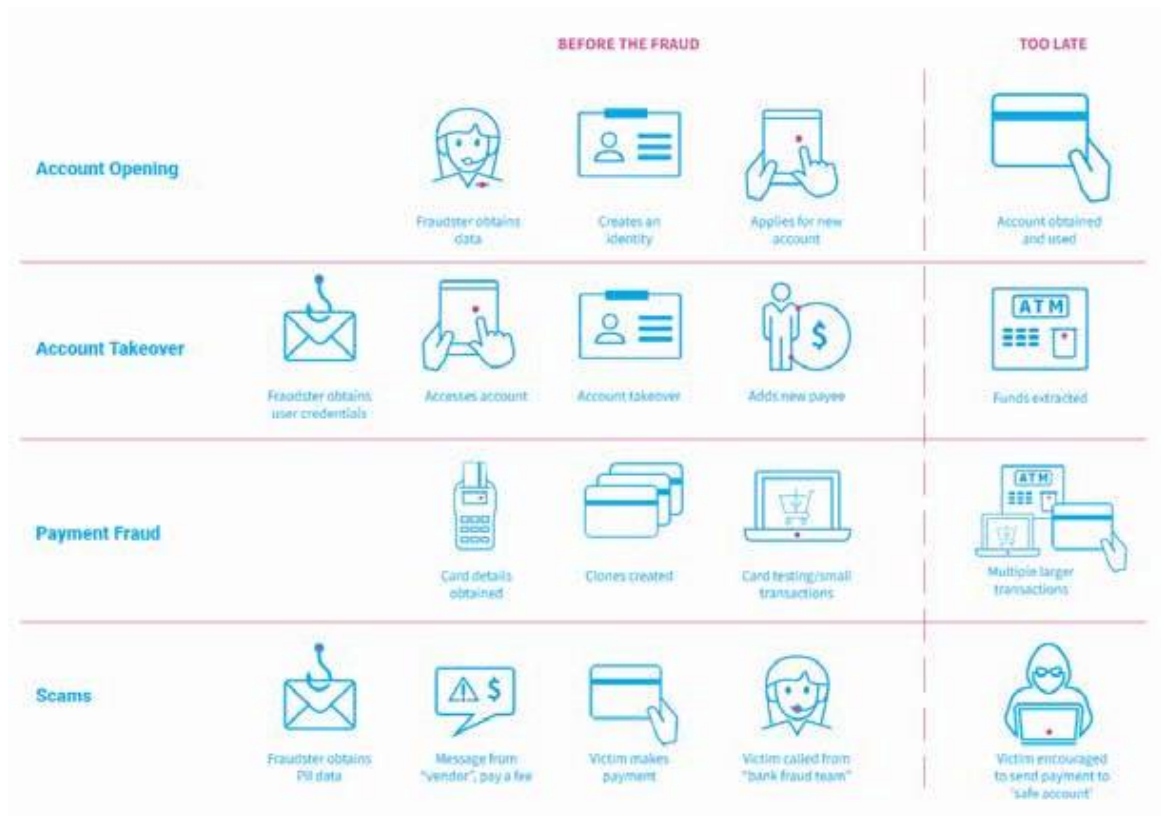 BEFORE THE FRAUD
TOO LATE
Account Opening
Fraudster obtains
data
Creates an
identity
Applies for new
account
Account obtained
and used
Account Takeover
Fraudster obtains
user credentials
Accesses account
Account takeover
$
Adds new payee
ATM
Funds extracted
Payment Fraud
Card details
obtained
Clones created
Card testing/small
transactions
ATM
Multiple larger
transactions
Scams
Fraudster obtains
PII data
$
Message from
"vendor", pay a fee
Victim makes
payment
Victim called from
"bank fraud team"
Victim encouraged
to send payment to
'safe account'